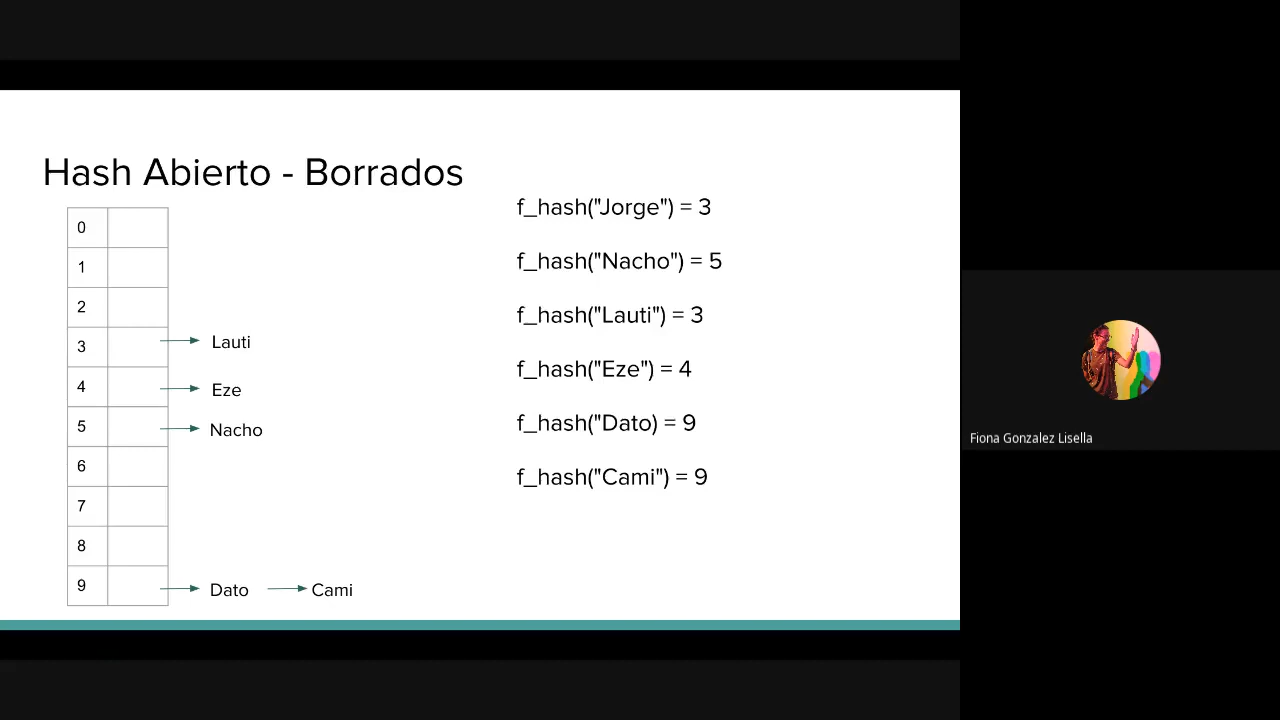 Hash Abierto - Borrados
0
1
2
3
Lauti
4
Eze
5
Nacho
6
7
8
9
Dato
Cami
f_hash("Jorge") = 3
f_hash("Nacho") = 5
f_hash("Lauti") = 3
f_hash("Eze") = 4
f_hash("Dato) = 9
f_hash("Cami") = 9
Fiona Gonzalez Lisella